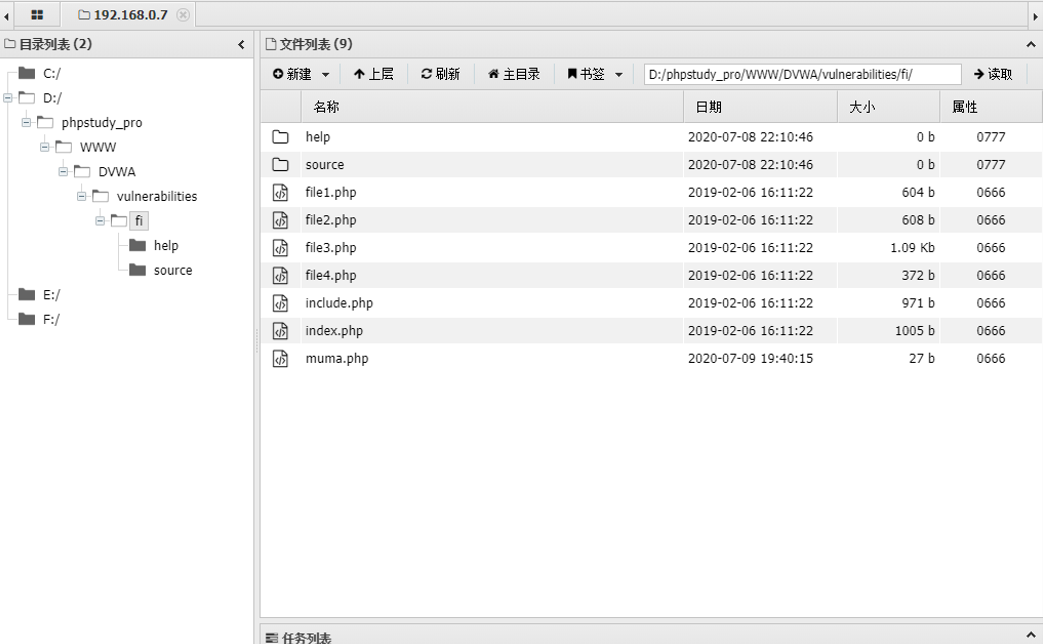 192.168.0.7
目录列表 (2)
C:/
D:/
phpstudy_pro
WWW
DVWA
vulnerabilities
fi
help
source
E:/
F:/
文件列表 (9)
新建 上层 刷新 主目录 书签 D:/phpstudy_pro/WWW/DVWA/vulnerabilities/fi/ 读取
名称 日期 大小 属性
help 2020-07-08 22:10:46 0 b 0777
source 2020-07-08 22:10:46 0 b 0777
file1.php 2019-02-06 16:11:22 604 b 0666
file2.php 2019-02-06 16:11:22 608 b 0666
file3.php 2019-02-06 16:11:22 1.09 Kb 0666
file4.php 2019-02-06 16:11:22 372 b 0666
include.php 2019-02-06 16:11:22 971 b 0666
index.php 2019-02-06 16:11:22 1005 b 0666
muma.php 2020-07-09 19:40:15 27 b 0666
任务列表